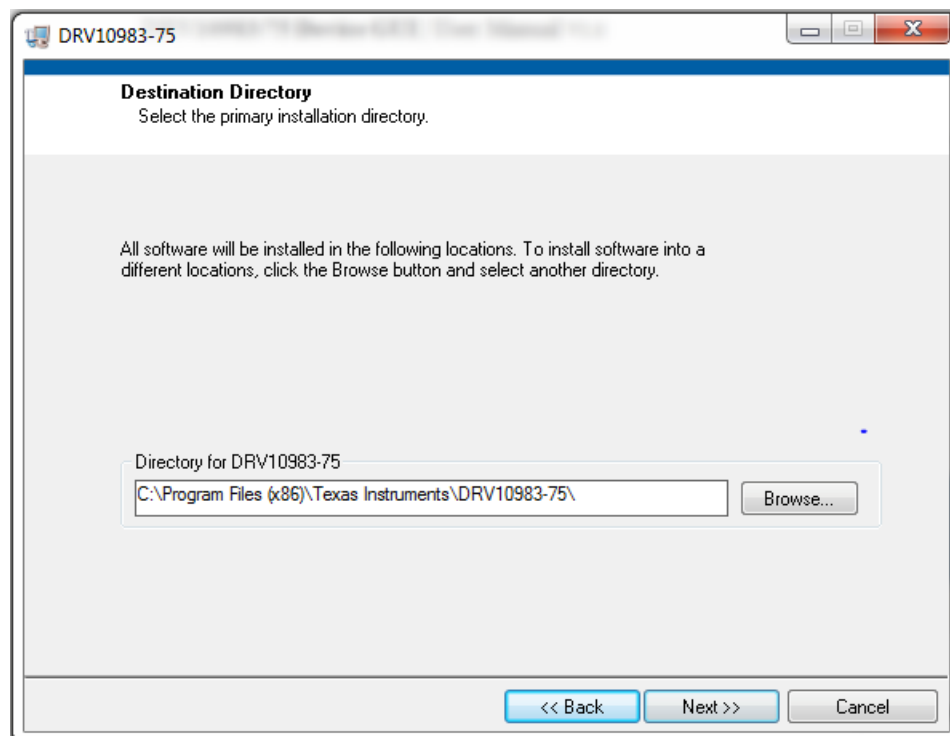 DRV10983-75
Destination Directory
Select the primary installation directory.
All software will be installed in the following locations. To install software into a
different locations, click the Browse button and select another directory.
Directory for DRV10983-75
C:\Program Files (x86)\Texas Instruments\DRV10983-75\
Browse...
<< Back
Next >>
Cancel